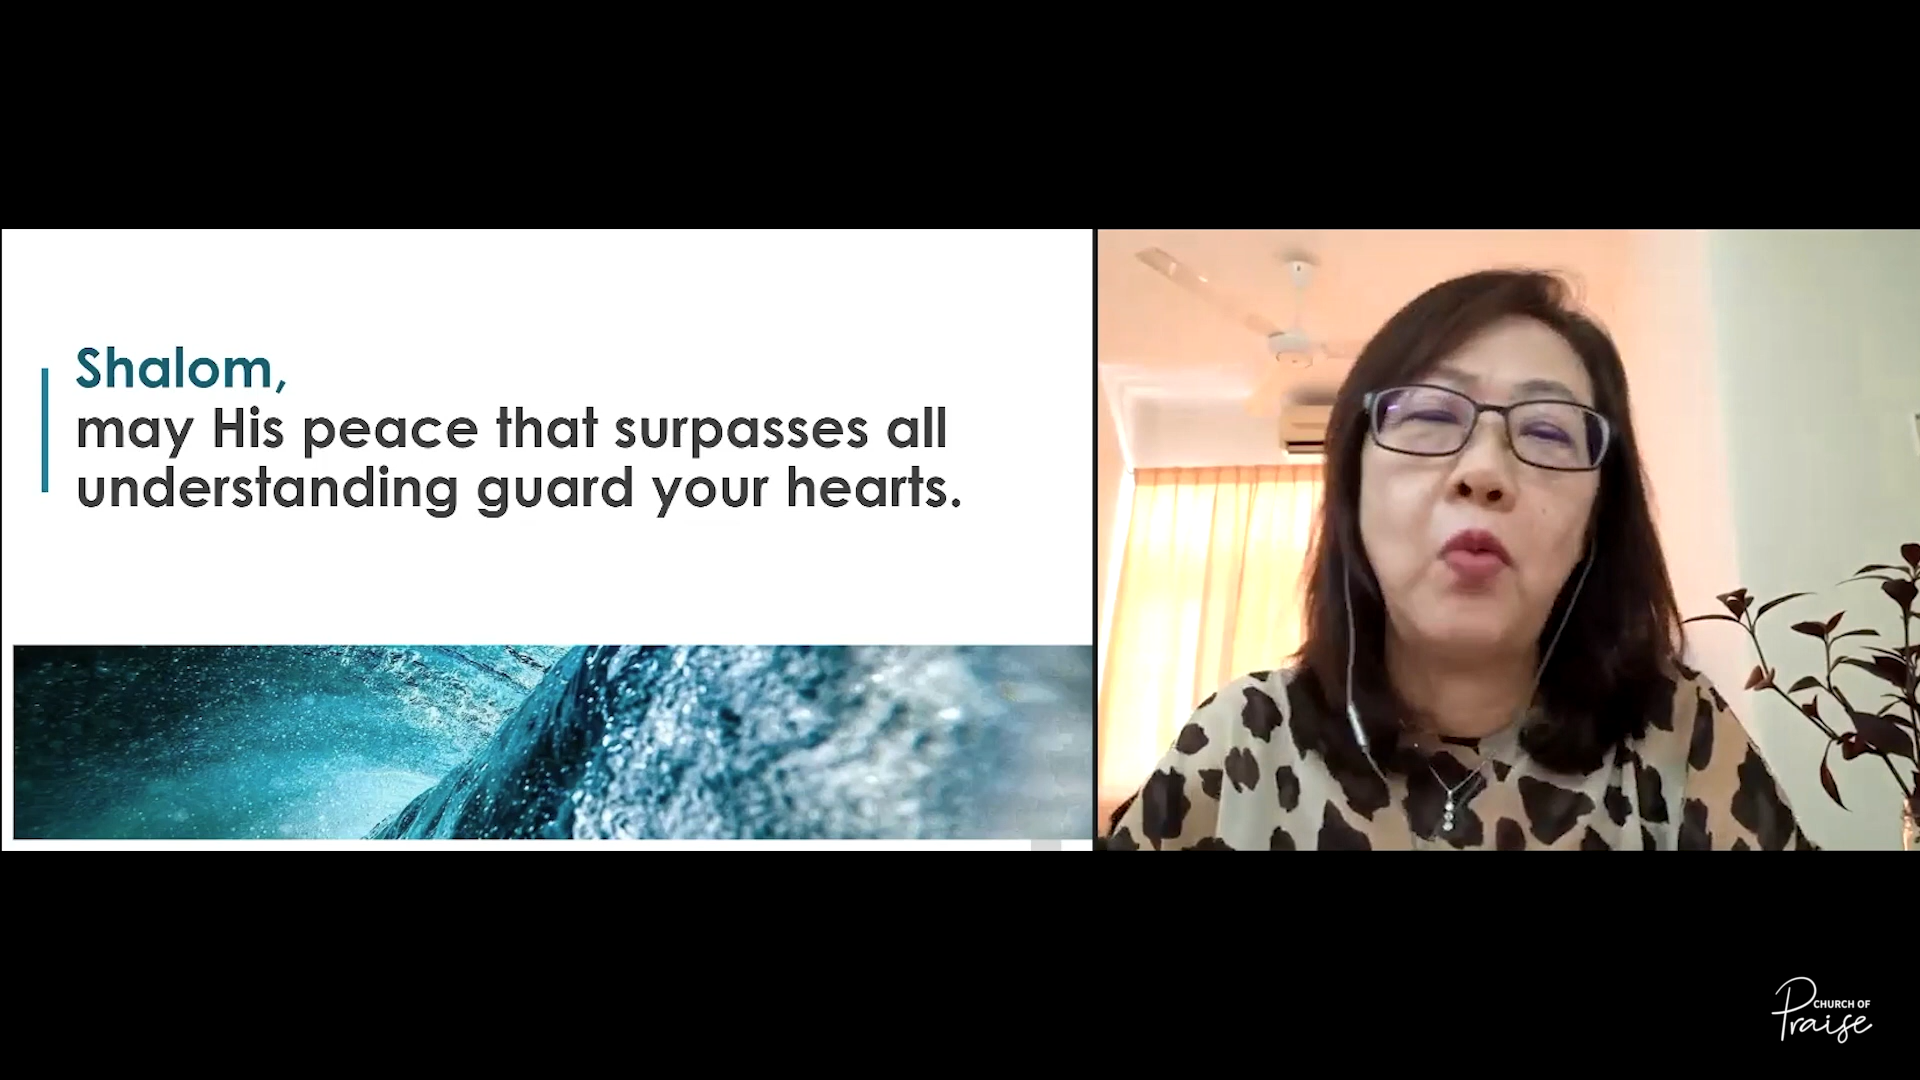 Shalom,
may His peace that surpasses all
understanding guard your hearts.
CHURCH OF
Praise